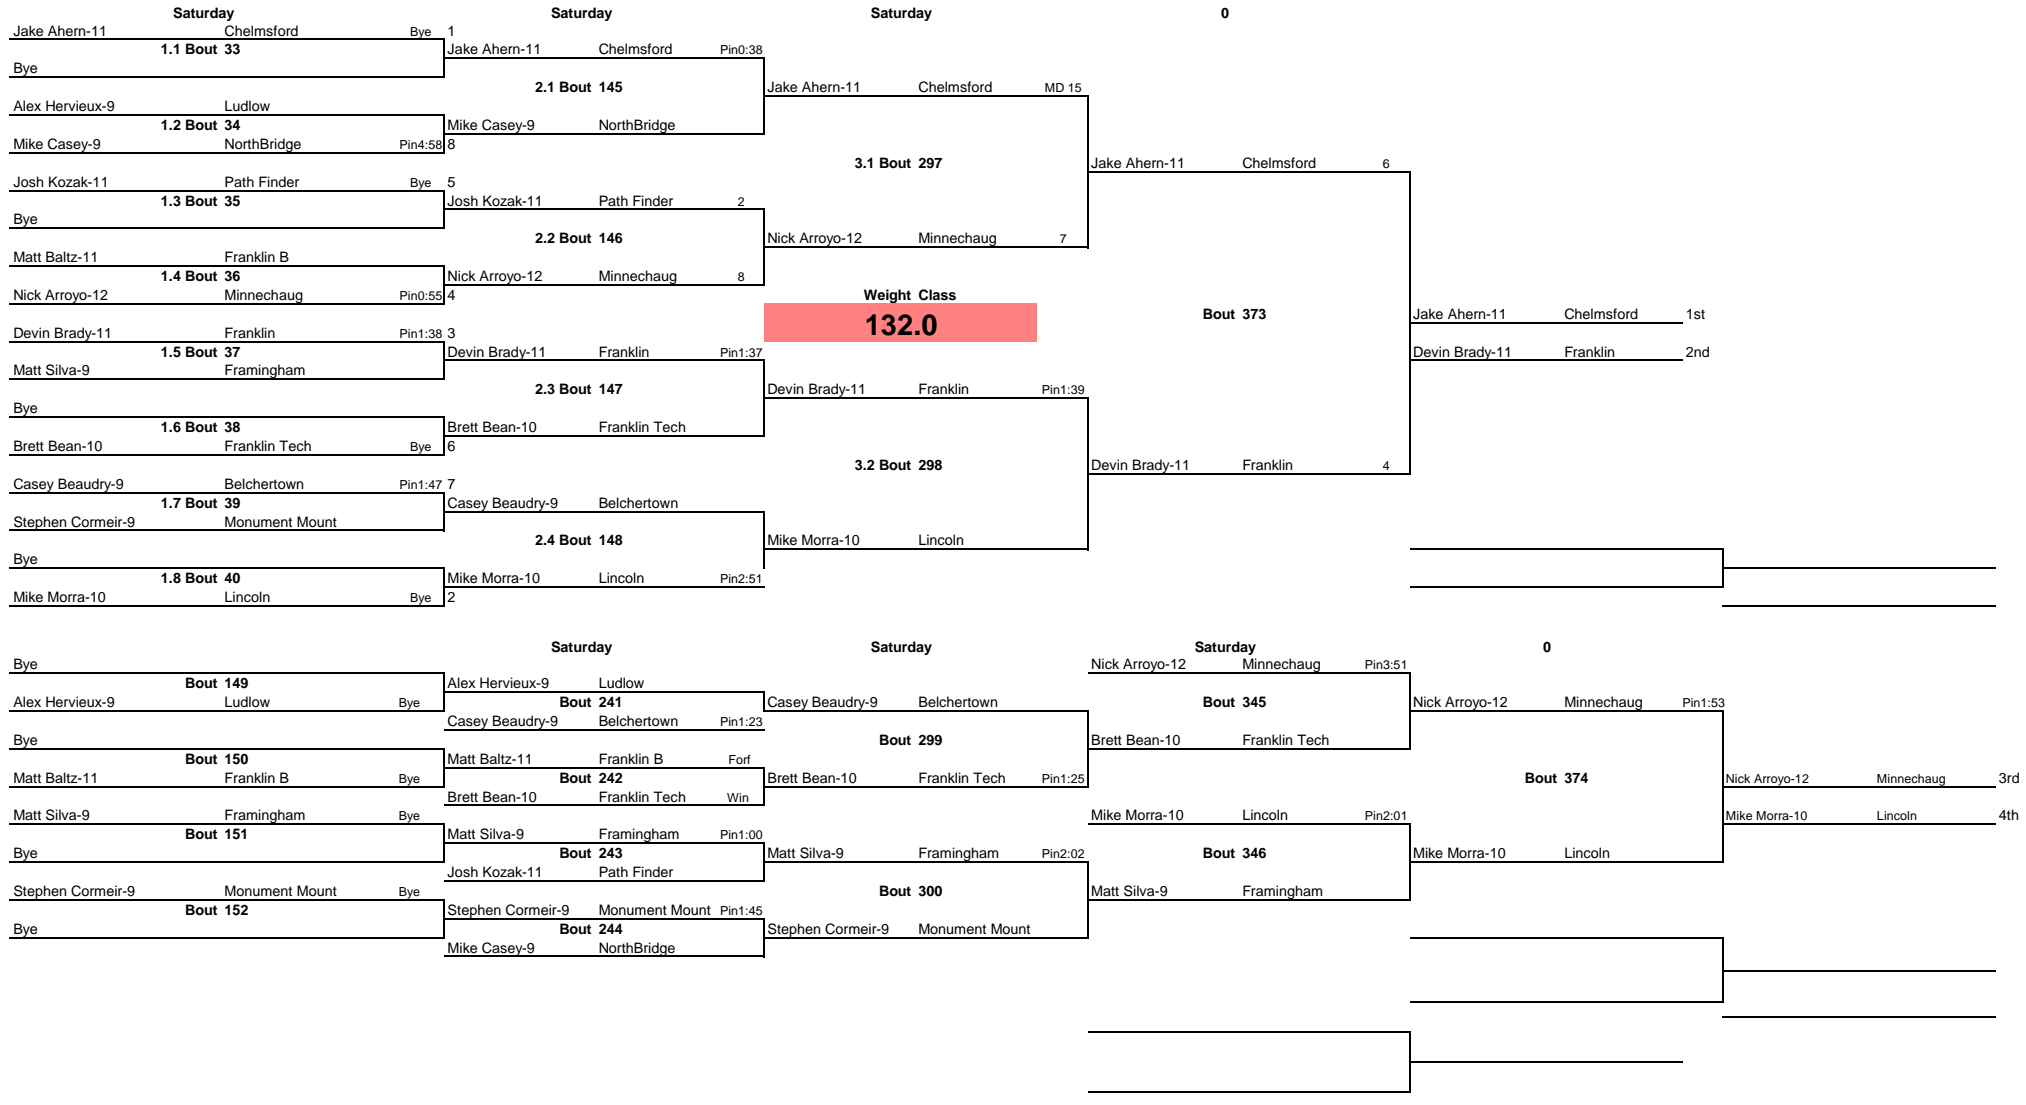 Saturday Saturday Saturday 0
Jake Ahern-11 Chelmsford Bye 1
1.1 Bout 33 Jake Ahern-11 Chelmsford Pin0:38
Bye
2.1 Bout 145 Jake Ahern-11 Chelmsford MD 15
Alex Hervieux-9 Ludlow
1.2 Bout 34 Mike Casey-9 NorthBridge
Mike Casey-9 NorthBridge Pin4:58 8
3.1 Bout 297 Jake Ahern-11 Chelmsford 6
Josh Kozak-11 Path Finder Bye 5
1.3 Bout 35 Josh Kozak-11 Path Finder 2
Bye
2.2 Bout 146 Nick Arroyo-12 Minnechaug 7
Matt Baltz-11 Franklin B
1.4 Bout 36 Nick Arroyo-12 Minnechaug 8
Nick Arroyo-12 Minnechaug Pin0:55 4 Weight Class
132.0 Bout 373 Jake Ahern-11 Chelmsford 1st
Devin Brady-11 Franklin Pin1:38 3
1.5 Bout 37 Devin Brady-11 Franklin Pin1:37 Devin Brady-11 Franklin 2nd
Matt Silva-9 Framingham
2.3 Bout 147 Devin Brady-11 Franklin Pin1:39
Bye
1.6 Bout 38 Brett Bean-10 Franklin Tech
Brett Bean-10 Franklin Tech Bye 6
3.2 Bout 298 Devin Brady-11 Franklin 4
Casey Beaudry-9 Belchertown Pin1:47 7
1.7 Bout 39 Casey Beaudry-9 Belchertown
Stephen Cormeir-9 Monument Mount
2.4 Bout 148 Mike Morra-10 Lincoln
Bye
1.8 Bout 40 Mike Morra-10 Lincoln Pin2:51
Mike Morra-10 Lincoln Bye 2
Saturday Saturday Saturday 0
Bye Nick Arroyo-12 Minnechaug Pin3:51
Bout 149 Alex Hervieux-9 Ludlow
Alex Hervieux-9 Ludlow Bye Bout 241 Casey Beaudry-9 Belchertown Bout 345 Nick Arroyo-12 Minnechaug Pin1:53
Casey Beaudry-9 Belchertown Pin1:23
Bye Bout 299 Brett Bean-10 Franklin Tech
Bout 150 Matt Baltz-11 Franklin B Forf
Matt Baltz-11 Franklin B Bye Bout 242 Brett Bean-10 Franklin Tech Pin1:25 Bout 374 Nick Arroyo-12 Minnechaug 3rd
Brett Bean-10 Franklin Tech Win
Matt Silva-9 Framingham Bye Mike Morra-10 Lincoln Pin2:01 Mike Morra-10 Lincoln 4th
Bout 151 Matt Silva-9 Framingham Pin1:00
Bye Bout 243 Matt Silva-9 Framingham Pin2:02 Bout 346 Mike Morra-10 Lincoln
Josh Kozak-11 Path Finder
Stephen Cormeir-9 Monument Mount Bye Bout 300 Matt Silva-9 Framingham
Bout 152 Stephen Cormeir-9 Monument Mount Pin1:45
Bye Bout 244 Stephen Cormeir-9 Monument Mount
Mike Casey-9 NorthBridge